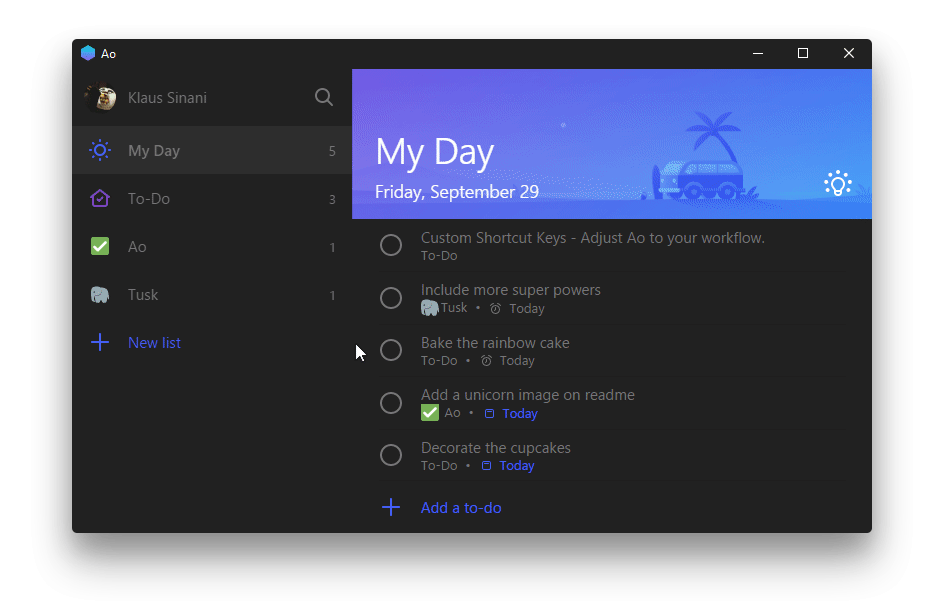 Ao
Klaus Sinani
My Day 5
To-Do 3
Ao 1
Tusk 1
New list
My Day
Friday, September 29
Custom Shortcut Keys - Adjust Ao to your workflow.
To-Do
Include more super powers
Tusk • Today
Bake the rainbow cake
To-Do • Today
Add a unicorn image on readme
Ao • Today
Decorate the cupcakes
To-Do • Today
Add a to-do